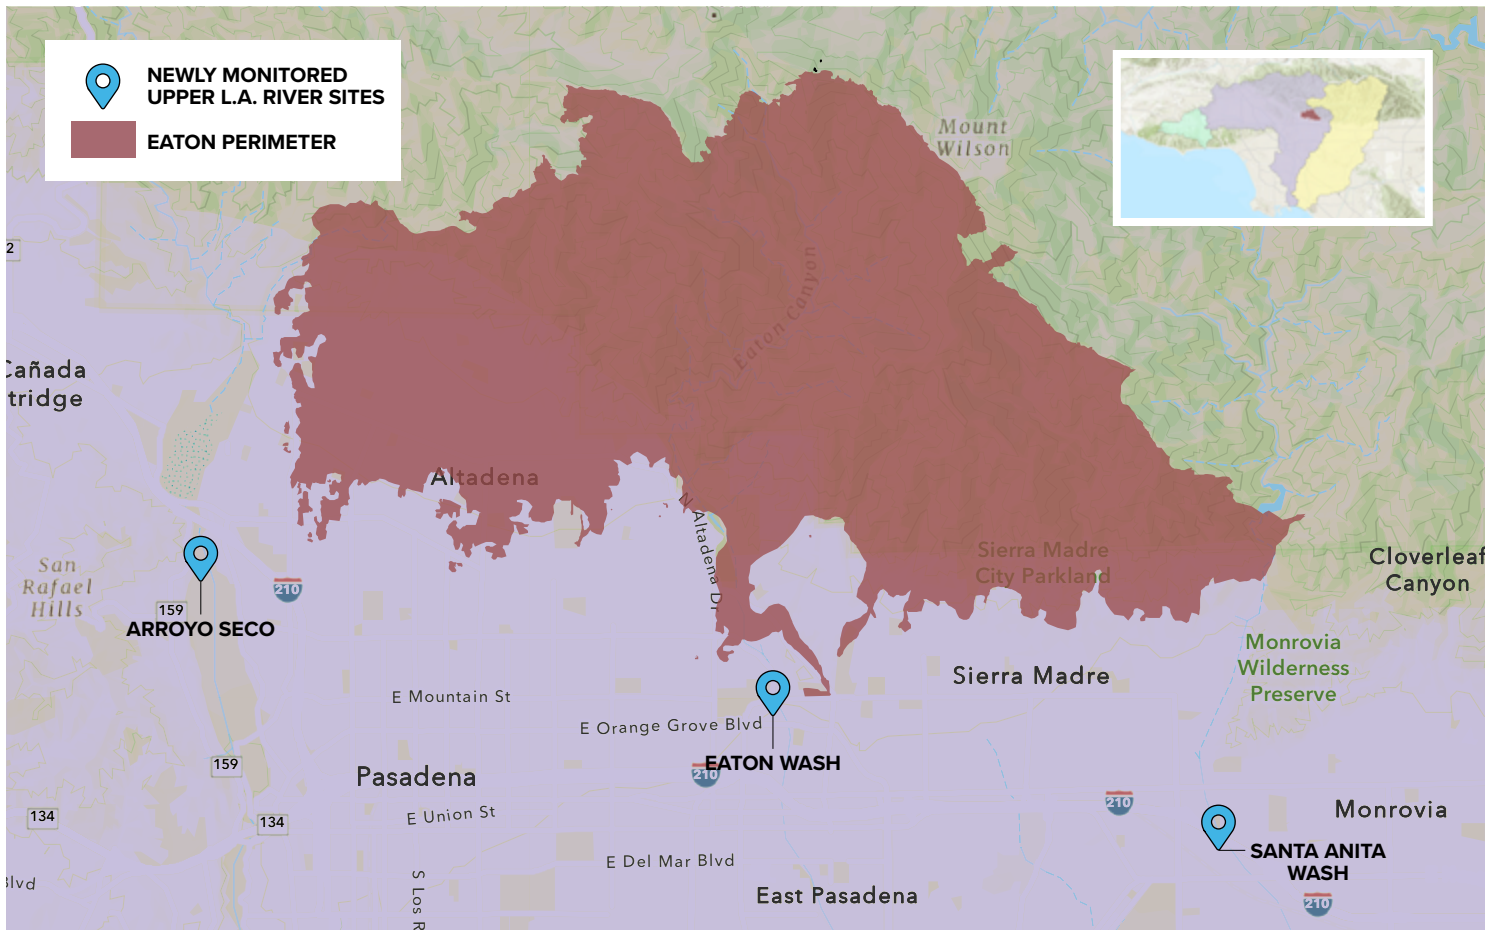 NEWLY MONITORED
UPPER L.A. RIVER SITES
EATON PERIMETER
Mount
Wilson
2
Eaton Canyon
Cañada
tridge
Altadena
N Altadena Dr
San
Rafael
Hills
210
159
ARROYO SECO
Sierra Madre
City Parkland
Cloverleaf
Canyon
Monrovia
Wilderness
Preserve
Sierra Madre
E Mountain St
E Orange Grove Blvd
EATON WASH
210
159
Pasadena
134
134
E Union St
210
Monrovia
SANTA ANITA
WASH
E Del Mar Blvd
Blvd
S Los R
East Pasadena
210